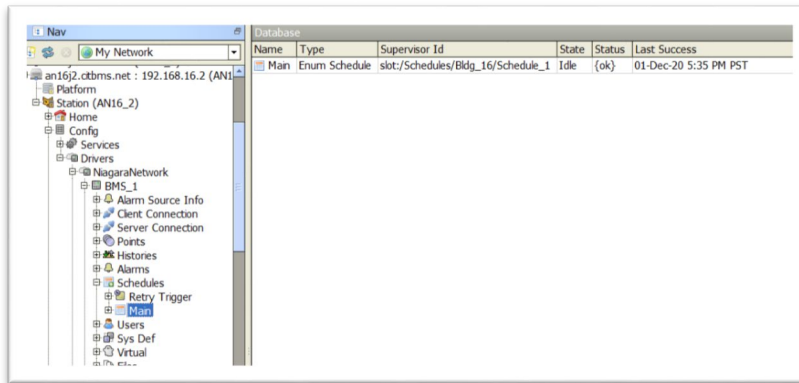 Nav
My Network
an16j2.ctbms.net : 192.168.16.2 (AN1
Platform
Station (AN16_2)
Home
Config
Services
Drivers
NiagaraNetwork
BMS_1
Alarm Source Info
Client Connection
Server Connection
Points
Histories
Alarms
Schedules
Retry Trigger
Main
Users
Sys Def
Virtual
Files
Database
Name Type Supervisor Id State Status Last Success
Main Enum Schedule slot:/Schedules/Bldg_16/Schedule_1 Idle {ok} 01-Dec-20 5:35 PM PST